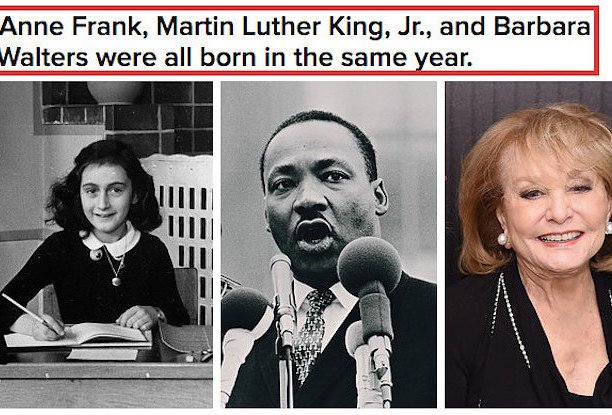 Anne Frank, Martin Luther King, Jr., and Barbara
Walters were all born in the same year.